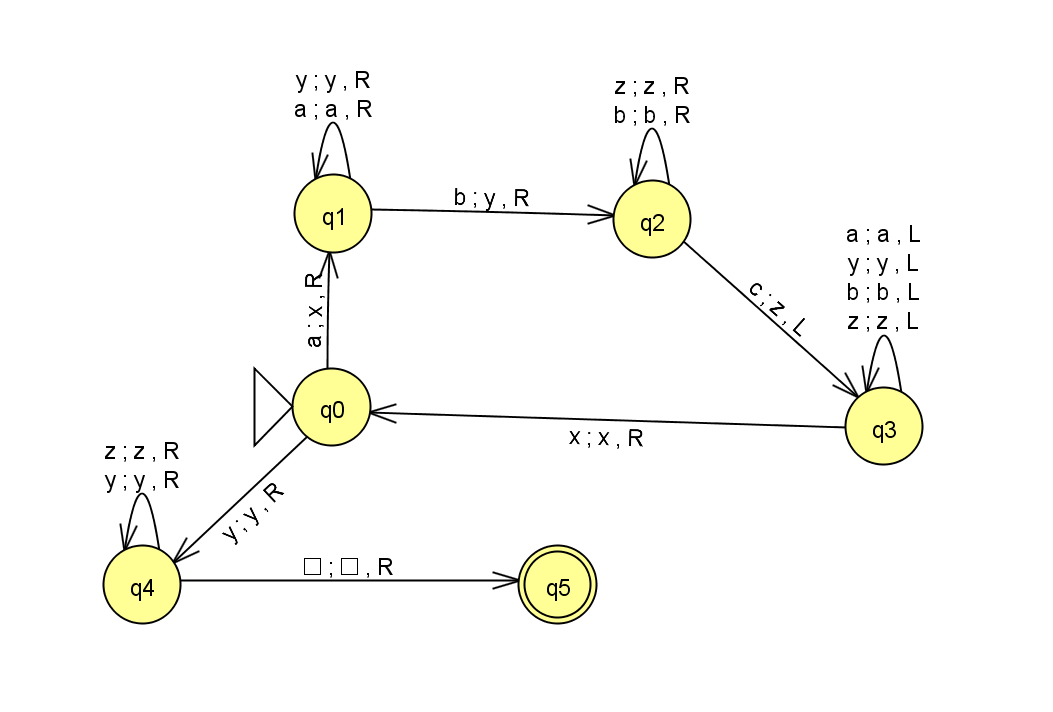 y ; y , R
a ; a , R
z ; z , R
b ; b , R
q1
b ; y , R
q2
a ; a , L
y ; y , L
b ; b , L
z ; z , L
a ; x , R
c ; z , L
q0
q3
x ; x , R
z ; z , R
y ; y , R
y ; y , R
q4
□ ; □ , R
q5